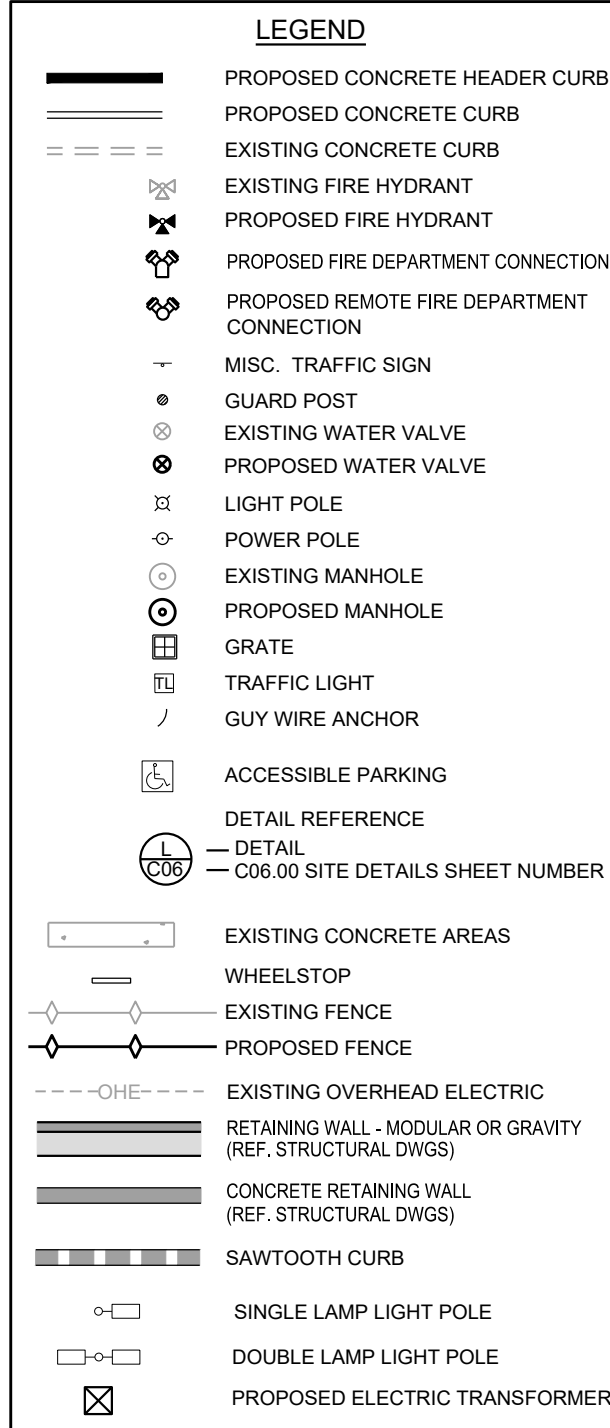 LEGEND
PROPOSED CONCRETE HEADER CURB
PROPOSED CONCRETE CURB
EXISTING CONCRETE CURB
EXISTING FIRE HYDRANT
PROPOSED FIRE HYDRANT
PROPOSED FIRE DEPARTMENT CONNECTION
PROPOSED REMOTE FIRE DEPARTMENT
CONNECTION
MISC. TRAFFIC SIGN
GUARD POST
EXISTING WATER VALVE
PROPOSED WATER VALVE
LIGHT POLE
POWER POLE
EXISTING MANHOLE
PROPOSED MANHOLE
GRATE
TL TRAFFIC LIGHT
GUY WIRE ANCHOR
ACCESSIBLE PARKING
DETAIL REFERENCE
L — DETAIL
C06 — C06.00 SITE DETAILS SHEET NUMBER
EXISTING CONCRETE AREAS
WHEELSTOP
EXISTING FENCE
PROPOSED FENCE
OHE EXISTING OVERHEAD ELECTRIC
RETAINING WALL - MODULAR OR GRAVITY
(REF. STRUCTURAL DWGS)
CONCRETE RETAINING WALL
(REF. STRUCTURAL DWGS)
SAWTOOTH CURB
SINGLE LAMP LIGHT POLE
DOUBLE LAMP LIGHT POLE
PROPOSED ELECTRIC TRANSFORMER